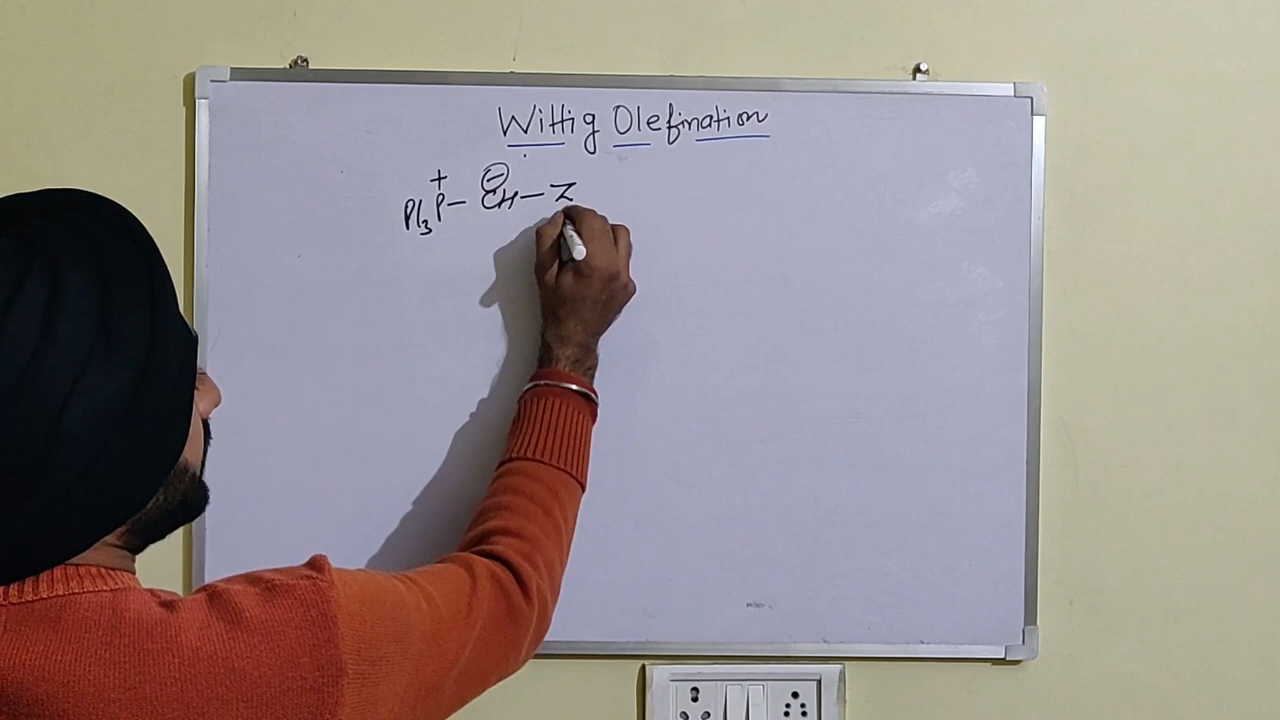 Wittig Olefination
Ph₃P⁺ – CH⊖ – Z